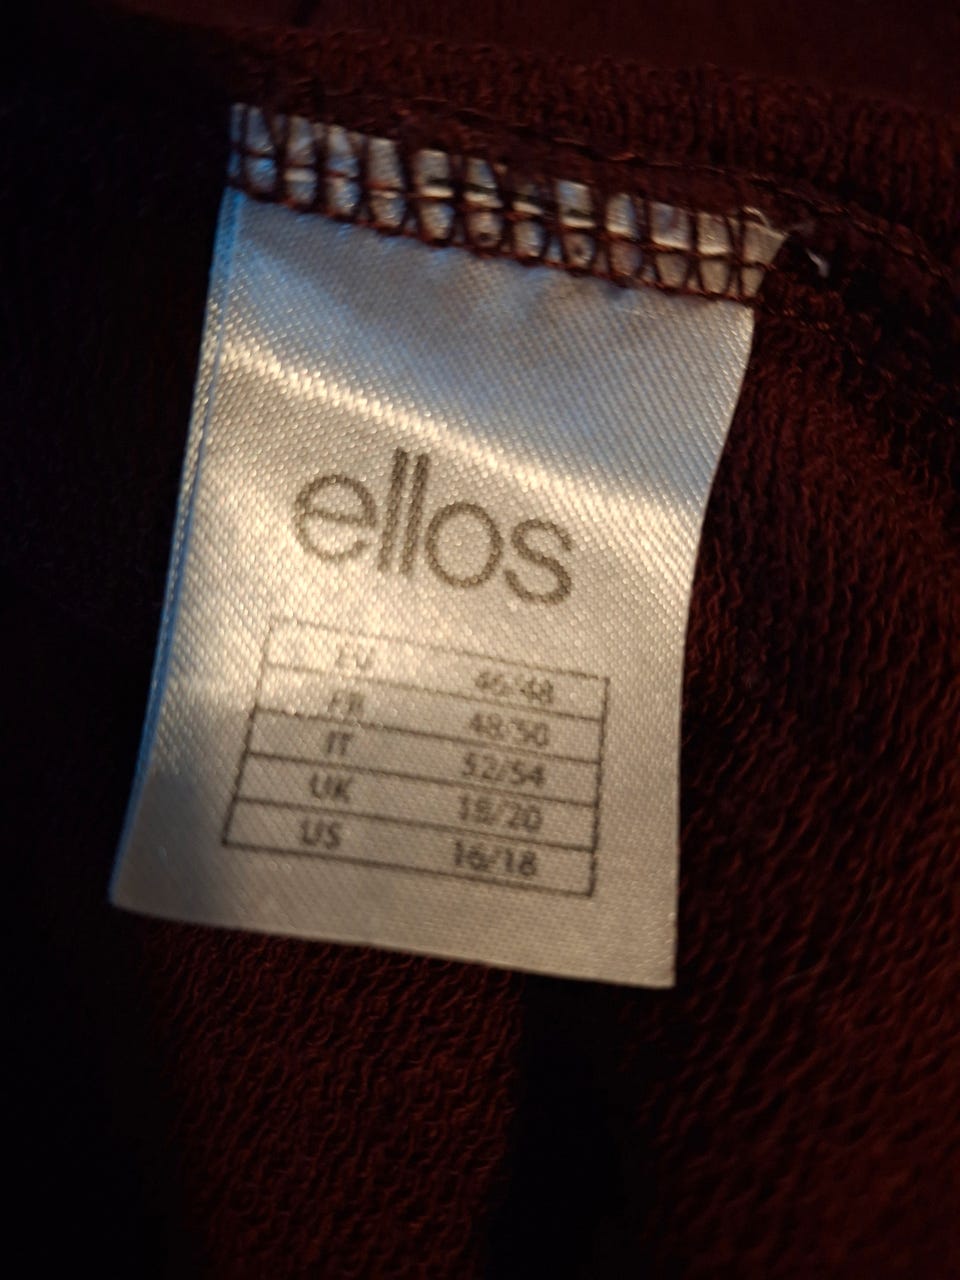 ellos
EU 46/48
FR 48/50
IT 52/54
UK 18/20
US 16/18